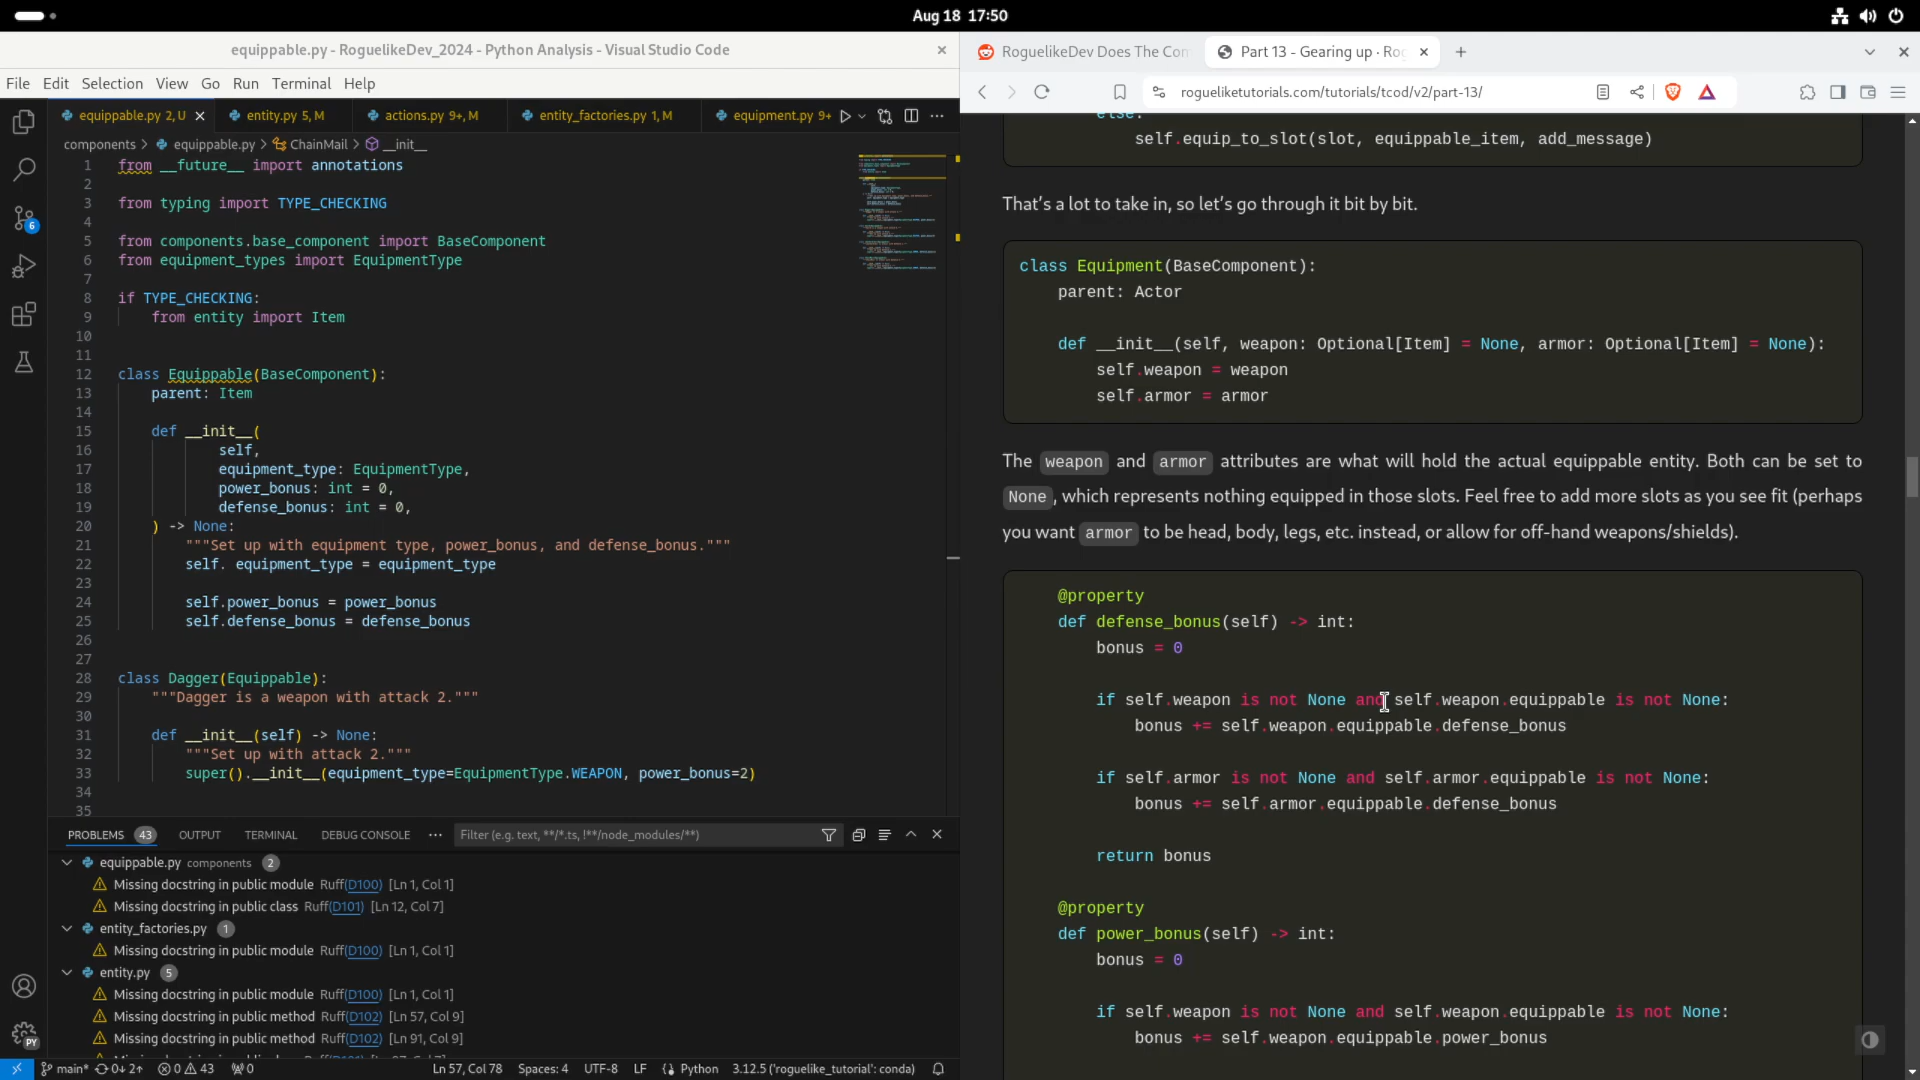 Aug 18 17:50
equippable.py - RoguelikeDev_2024 - Python Analysis - Visual Studio Code
File Edit Selection View Go Run Terminal Help
equippable.py 2, U
entity.py 5, M
actions.py 9+, M
entity_factories.py 1, M
equipment.py 9+
components > equippable.py > ChainMail > __init__
1 from __future__ import annotations
2
3 from typing import TYPE_CHECKING
4
5 from components.base_component import BaseComponent
6 from equipment_types import EquipmentType
7
8 if TYPE_CHECKING:
9 from entity import Item
10
11
12 class Equippable(BaseComponent):
13 parent: Item
14
15 def __init__(
16 self,
17 equipment_type: EquipmentType,
18 power_bonus: int = 0,
19 defense_bonus: int = 0,
20 ) -> None:
21 """Set up with equipment type, power_bonus, and defense_bonus."""
22 self. equipment_type = equipment_type
23
24 self.power_bonus = power_bonus
25 self.defense_bonus = defense_bonus
26
27
28 class Dagger(Equippable):
29 """Dagger is a weapon with attack 2."""
30
31 def __init__(self) -> None:
32 """Set up with attack 2."""
33 super().__init__(equipment_type=EquipmentType.WEAPON, power_bonus=2)
34
35
6
PY
PROBLEMS 43 OUTPUT TERMINAL DEBUG CONSOLE
Filter (e.g. text, **/*.ts, !**/node_modules/**)
equippable.py components 2
Missing docstring in public module Ruff(D100) [Ln 1, Col 1]
Missing docstring in public class Ruff(D101) [Ln 12, Col 7]
entity_factories.py 1
Missing docstring in public module Ruff(D100) [Ln 1, Col 1]
entity.py 5
Missing docstring in public module Ruff(D100) [Ln 1, Col 1]
Missing docstring in public method Ruff(D102) [Ln 57, Col 9]
Missing docstring in public method Ruff(D102) [Ln 91, Col 9]
main* 0↓ 2↑ 0 43 0 Ln 57, Col 78 Spaces: 4 UTF-8 LF Python 3.12.5 ('roguelike_tutorial': conda)
RoguelikeDev Does The Com
Part 13 - Gearing up · Rog
rogueliketutorials.com/tutorials/tcod/v2/part-13/
else:
self.equip_to_slot(slot, equippable_item, add_message)
That's a lot to take in, so let's go through it bit by bit.
class Equipment(BaseComponent):
parent: Actor
def __init__(self, weapon: Optional[Item] = None, armor: Optional[Item] = None):
self.weapon = weapon
self.armor = armor
The weapon and armor attributes are what will hold the actual equippable entity. Both can be set to
None, which represents nothing equipped in those slots. Feel free to add more slots as you see fit (perhaps
you want armor to be head, body, legs, etc. instead, or allow for off-hand weapons/shields).
@property
def defense_bonus(self) -> int:
bonus = 0
if self.weapon is not None and self.weapon.equippable is not None:
bonus += self.weapon.equippable.defense_bonus
if self.armor is not None and self.armor.equippable is not None:
bonus += self.armor.equippable.defense_bonus
return bonus
@property
def power_bonus(self) -> int:
bonus = 0
if self.weapon is not None and self.weapon.equippable is not None:
bonus += self.weapon.equippable.power_bonus